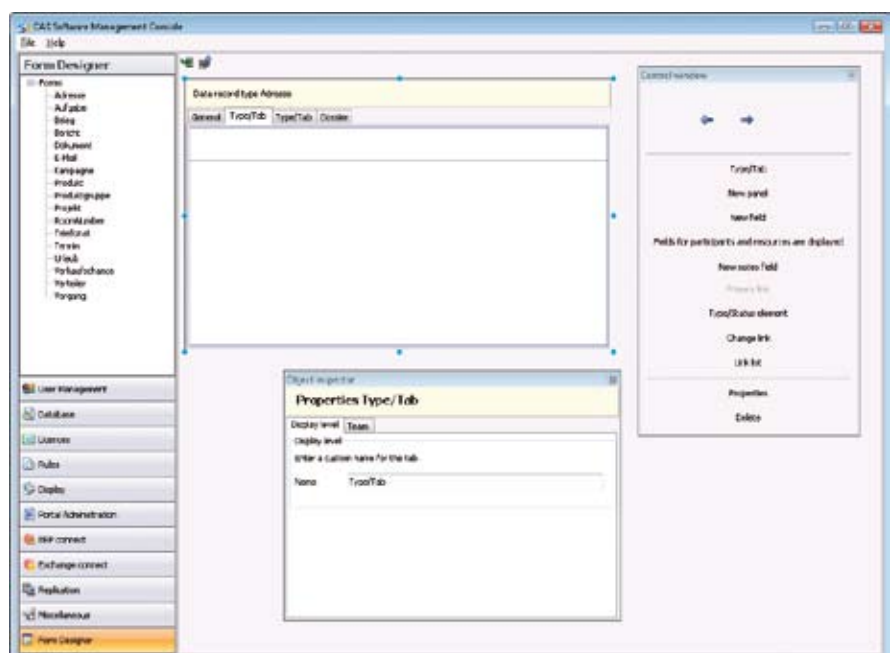 CAS Software Management Console
File Help
Form Designer
Forms
Adresse
Aufgabe
Beleg
Bericht
Dokument
E-Mail
Kampagne
Produkt
Produktgruppe
Projekt
RoomNumber
Telefonat
Termin
Urlaub
Verkaufschance
Verteiler
Vorgang
User Management
Database
Licences
Rules
Display
Portal Administration
ERP connect
Exchange connect
Replication
Miscellaneous
Form Designer
Data record type Adresse
General Type/Tab Type/Tab Dossier
Object inspector
Properties Type/Tab
Display level Team
Display level
Enter a custom name for the tab.
Name Type/Tab
Control window
Type/Tab
New panel
New field
Fields for participants and resources are displayed
New notes field
Primary link
Type/Status element
Change link
Link list
Properties
Delete